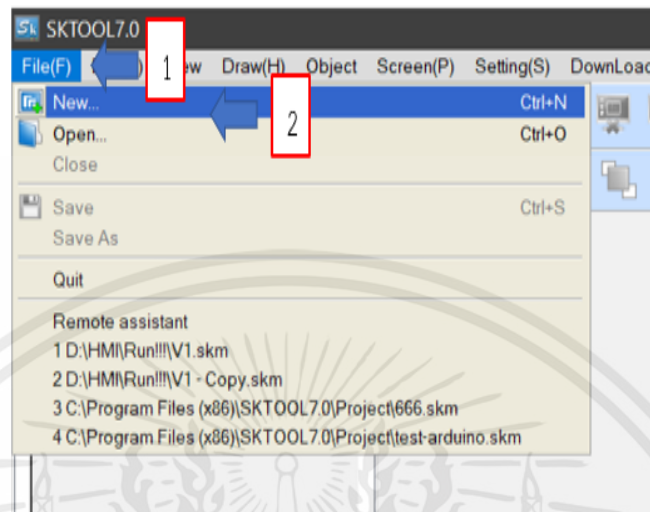 Sk SKTOOL7.0
File(F) 1 Draw(H) Object Screen(P) Setting(S)
New... Ctrl+N
2
Open... Ctrl+O
Close
Save Ctrl+S
Save As
Quit
Remote assistant
1 D:\HMI\Run!!!\V1.skm
2 D:\HMI\Run!!!\V1 - Copy.skm
3 C:\Program Files (x86)\SKTOOL7.0\Project\666.skm
4 C:\Program Files (x86)\SKTOOL7.0\Project\test-arduino.skm